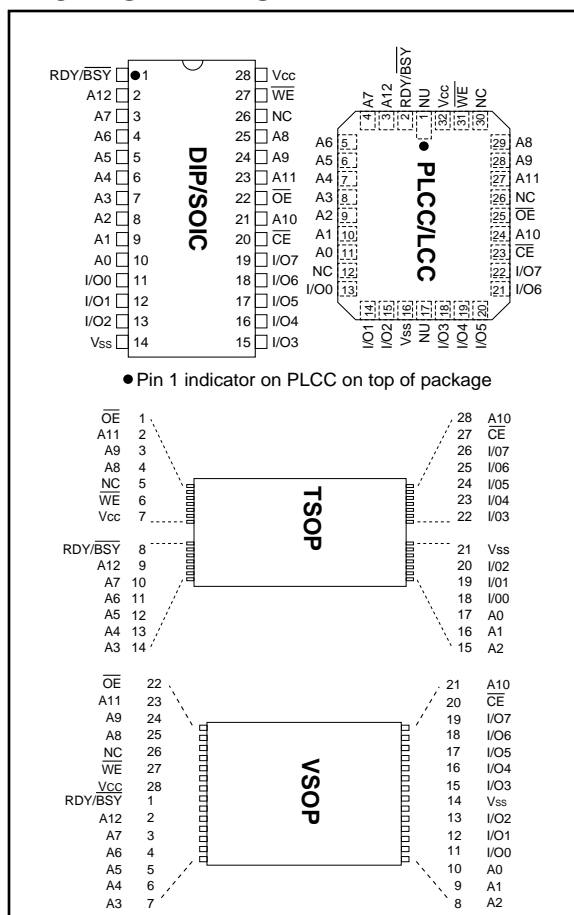 RDY/BSY 1 28 Vcc
A12 2 27 WE
A7 3 26 NC
A6 4 25 A8
A5 5 24 A9
A4 6 23 A11
A3 7 22 OE
A2 8 21 A10
A1 9 20 CE
A0 10 19 I/O7
I/O0 11 18 I/O6
I/O1 12 17 I/O5
I/O2 13 16 I/O4
Vss 14 15 I/O3
DIP/SOIC
A7 A12 RDY/BSY NU Vcc WE NC
4 3 2 1 32 31 30
A6 5 29 A8
A5 6 28 A9
A4 7 27 A11
A3 8 26 NC
A2 9 25 OE
A1 10 24 A10
A0 11 23 CE
NC 12 22 I/O7
I/O0 13 21 I/O6
PLCC/LCC
14 15 16 17 18 19 20
I/O1 I/O2 Vss NU I/O3 I/O4 I/O5
● Pin 1 indicator on PLCC on top of package
OE 1 28 A10
A11 2 27 CE
A9 3 26 I/07
A8 4 25 I/06
NC 5 24 I/05
WE 6 23 I/04
Vcc 7 22 I/03
RDY/BSY 8 21 Vss
A12 9 20 I/02
A7 10 19 I/01
A6 11 18 I/00
A5 12 17 A0
A4 13 16 A1
A3 14 15 A2
TSOP
OE 22 21 A10
A11 23 20 CE
A9 24 19 I/O7
A8 25 18 I/O6
NC 26 17 I/O5
WE 27 16 I/O4
Vcc 28 15 I/O3
RDY/BSY 1 14 Vss
A12 2 13 I/O2
A7 3 12 I/O1
A6 4 11 I/O0
A5 5 10 A0
A4 6 9 A1
A3 7 8 A2
VSOP